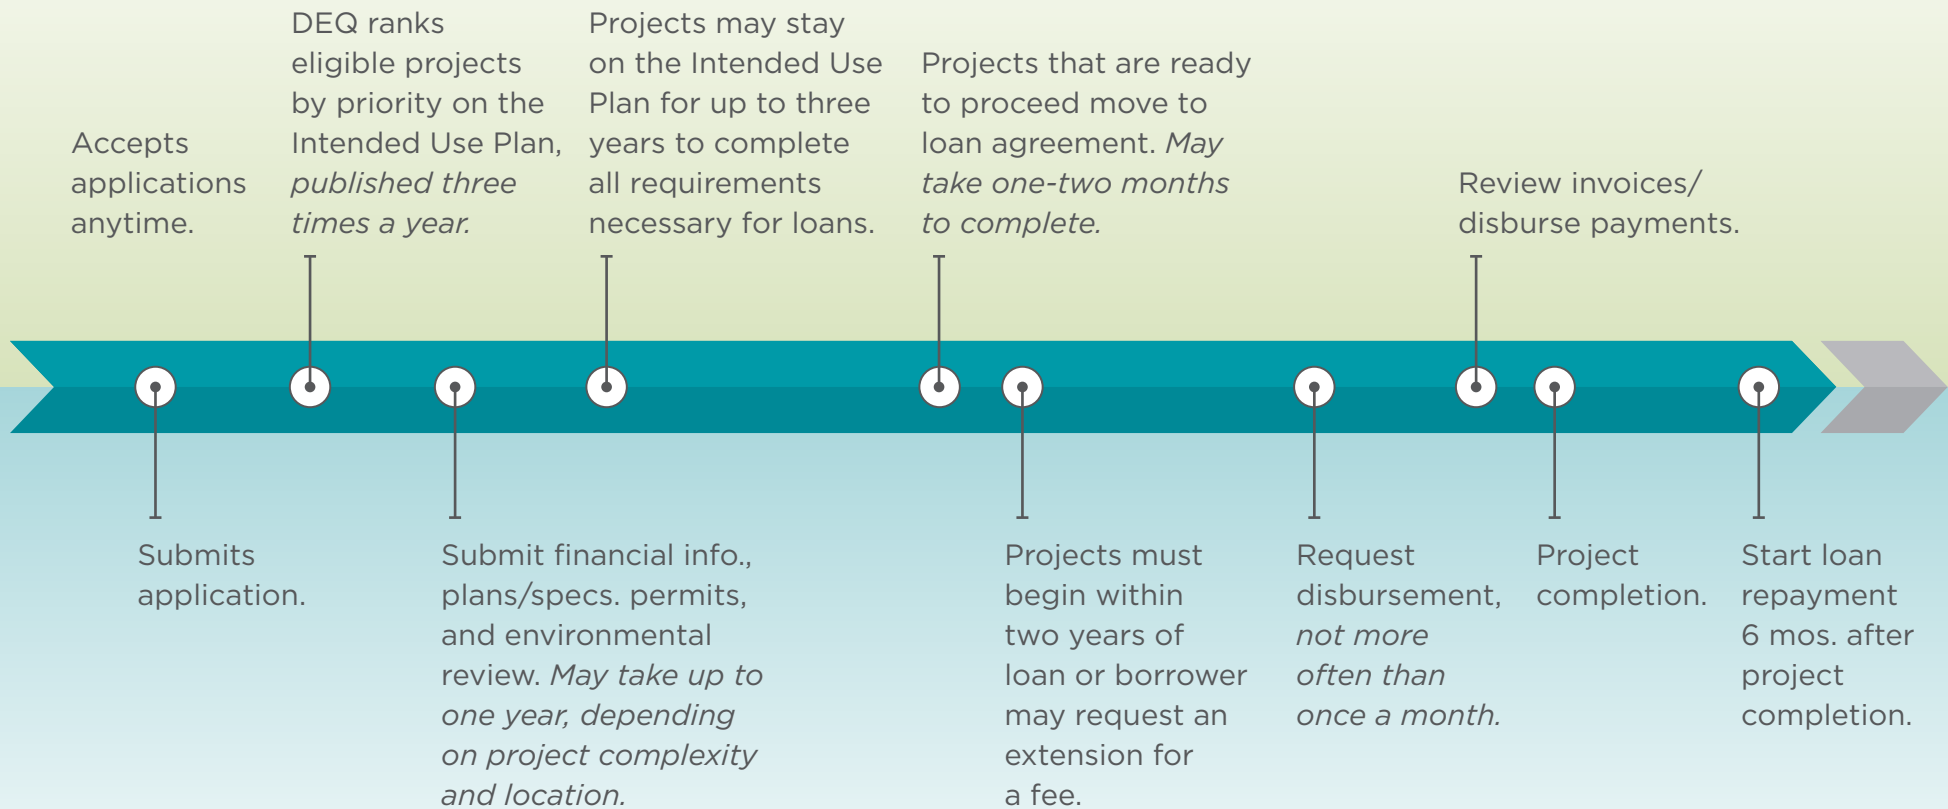 Accepts
applications
anytime.
DEQ ranks
eligible projects
by priority on the
Intended Use Plan,
published three
times a year.
Projects may stay
on the Intended Use
Plan for up to three
years to complete
all requirements
necessary for loans.
Projects that are ready
to proceed move to
loan agreement. May
take one-two months
to complete.
Review invoices/
disburse payments.
Submits
application.
Submit financial info.,
plans/specs. permits,
and environmental
review. May take up to
one year, depending
on project complexity
and location.
Projects must
begin within
two years of
loan or borrower
may request an
extension for
a fee.
Request
disbursement,
not more
often than
once a month.
Project
completion.
Start loan
repayment
6 mos. after
project
completion.